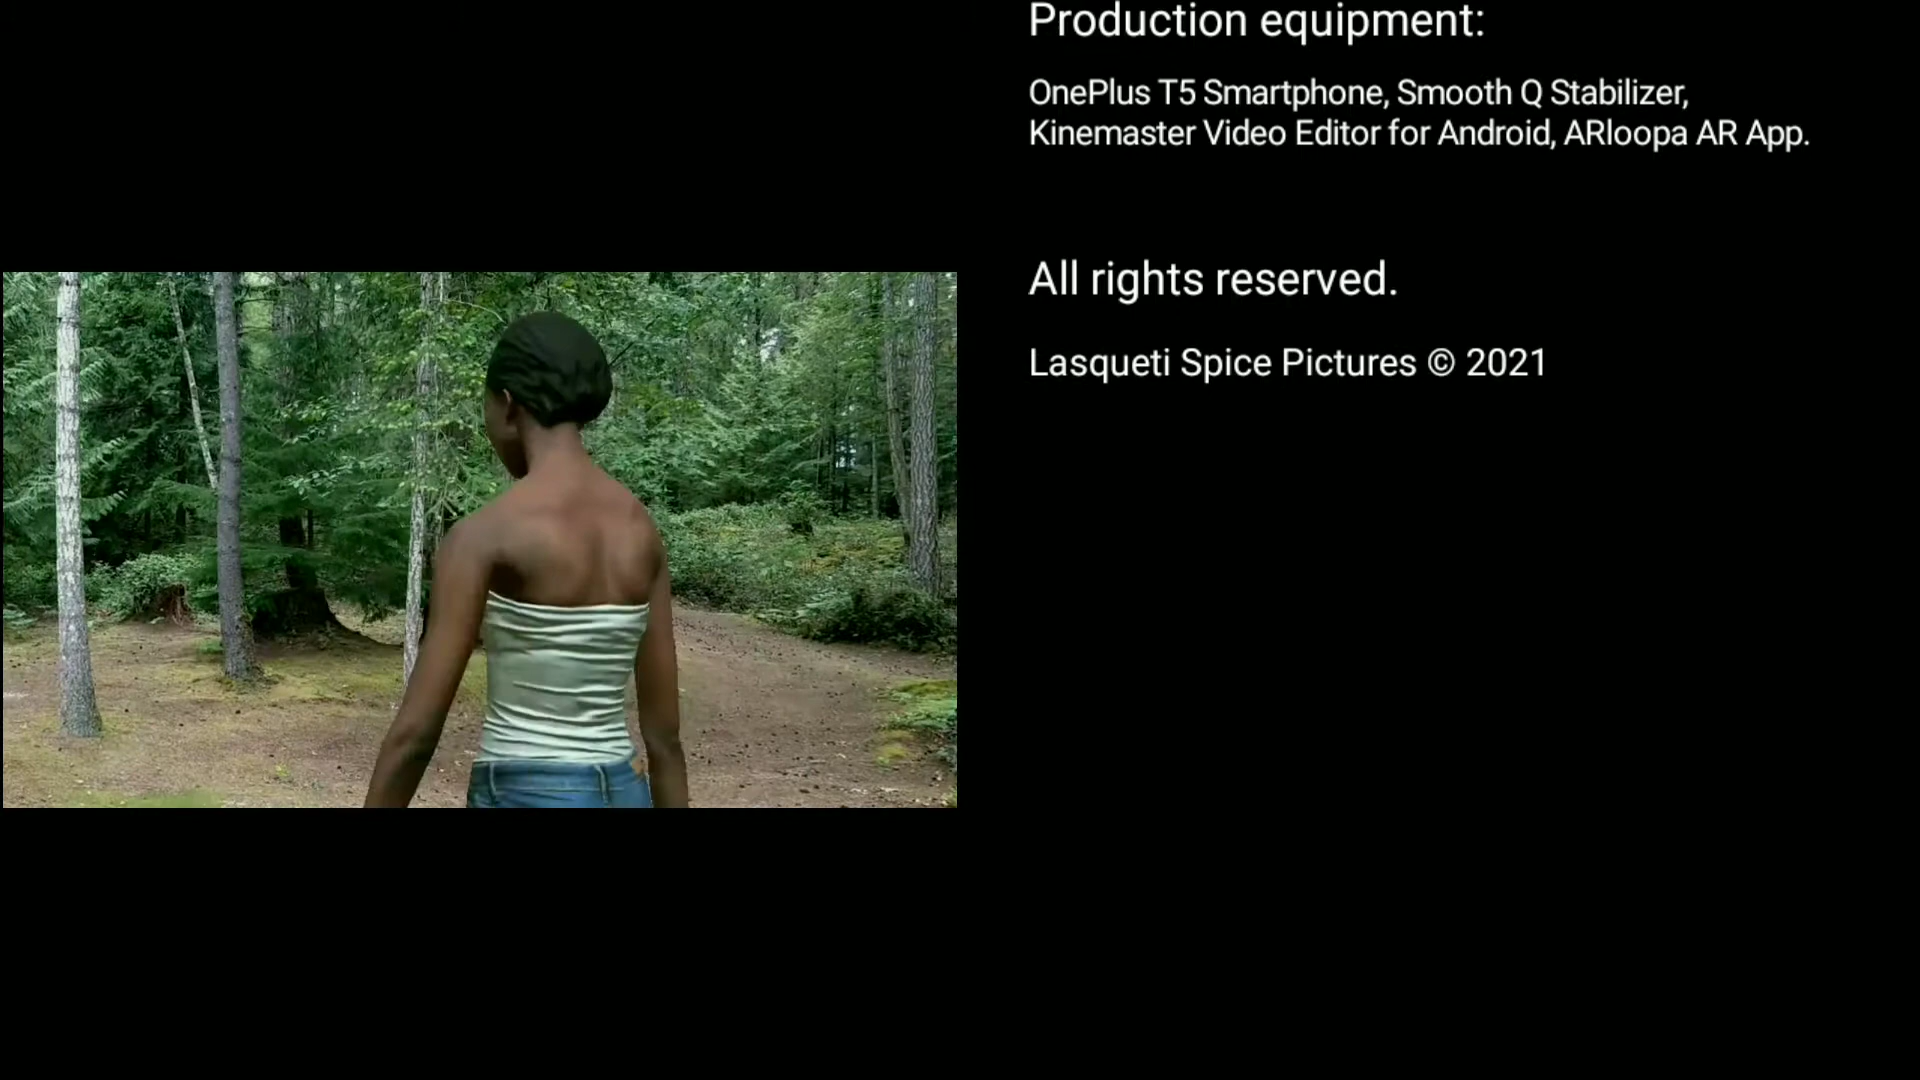 Production equipment:
OnePlus T5 Smartphone, Smooth Q Stabilizer,
Kinemaster Video Editor for Android, ARloopa AR App.
All rights reserved.
Lasqueti Spice Pictures © 2021